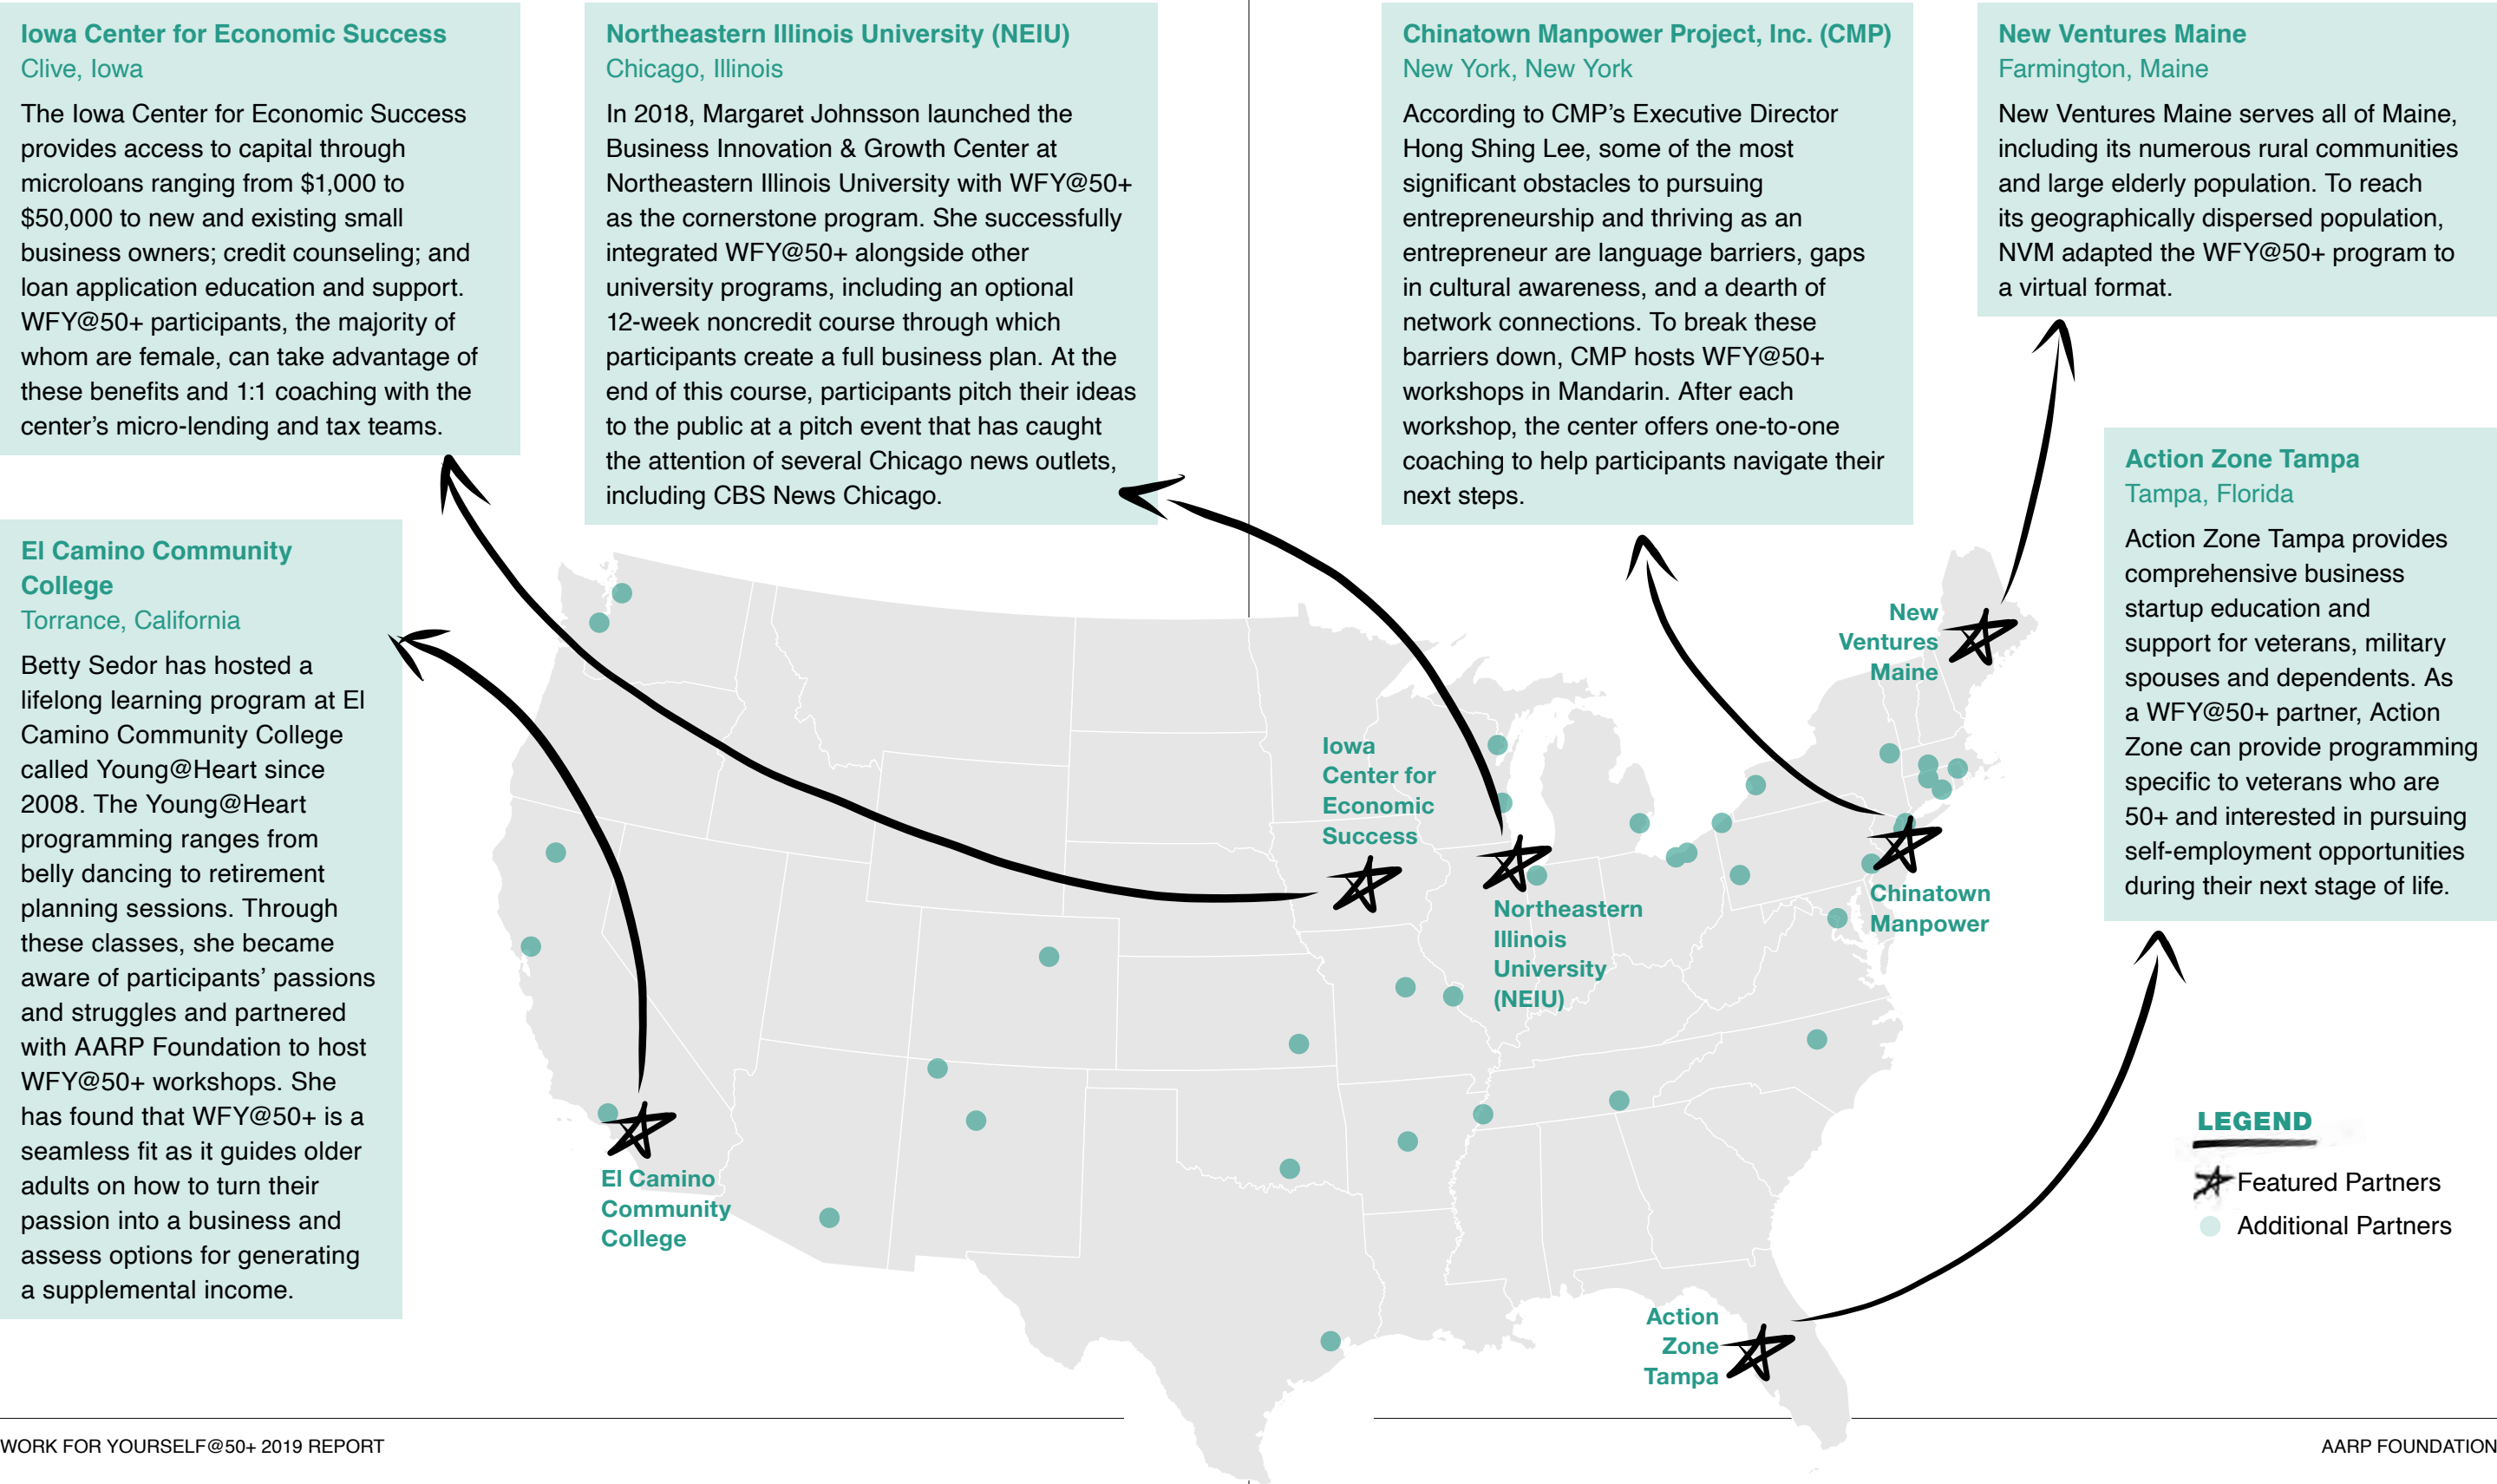 Iowa Center for Economic Success
Clive, Iowa
The Iowa Center for Economic Success
provides access to capital through
microloans ranging from $1,000 to
$50,000 to new and existing small
business owners; credit counseling; and
loan application education and support.
WFY@50+ participants, the majority of
whom are female, can take advantage of
these benefits and 1:1 coaching with the
center’s micro-lending and tax teams.
Northeastern Illinois University (NEIU)
Chicago, Illinois
In 2018, Margaret Johnsson launched the
Business Innovation & Growth Center at
Northeastern Illinois University with WFY@50+
as the cornerstone program. She successfully
integrated WFY@50+ alongside other
university programs, including an optional
12-week noncredit course through which
participants create a full business plan. At the
end of this course, participants pitch their ideas
to the public at a pitch event that has caught
the attention of several Chicago news outlets,
including CBS News Chicago.
Chinatown Manpower Project, Inc. (CMP)
New York, New York
According to CMP’s Executive Director
Hong Shing Lee, some of the most
significant obstacles to pursuing
entrepreneurship and thriving as an
entrepreneur are language barriers, gaps
in cultural awareness, and a dearth of
network connections. To break these
barriers down, CMP hosts WFY@50+
workshops in Mandarin. After each
workshop, the center offers one-to-one
coaching to help participants navigate their
next steps.
New Ventures Maine
Farmington, Maine
New Ventures Maine serves all of Maine,
including its numerous rural communities
and large elderly population. To reach
its geographically dispersed population,
NVM adapted the WFY@50+ program to
a virtual format.
El Camino Community
College
Torrance, California
Betty Sedor has hosted a
lifelong learning program at El
Camino Community College
called Young@Heart since
2008. The Young@Heart
programming ranges from
belly dancing to retirement
planning sessions. Through
these classes, she became
aware of participants’ passions
and struggles and partnered
with AARP Foundation to host
WFY@50+ workshops. She
has found that WFY@50+ is a
seamless fit as it guides older
adults on how to turn their
passion into a business and
assess options for generating
a supplemental income.
Action Zone Tampa
Tampa, Florida
Action Zone Tampa provides
comprehensive business
startup education and
support for veterans, military
spouses and dependents. As
a WFY@50+ partner, Action
Zone can provide programming
specific to veterans who are
50+ and interested in pursuing
self-employment opportunities
during their next stage of life.
New
Ventures
Maine
Iowa
Center for
Economic
Success
Northeastern
Illinois
University
(NEIU)
Chinatown
Manpower
El Camino
Community
College
Action
Zone
Tampa
LEGEND
Featured Partners
Additional Partners
WORK FOR YOURSELF@50+ 2019 REPORT
AARP FOUNDATION